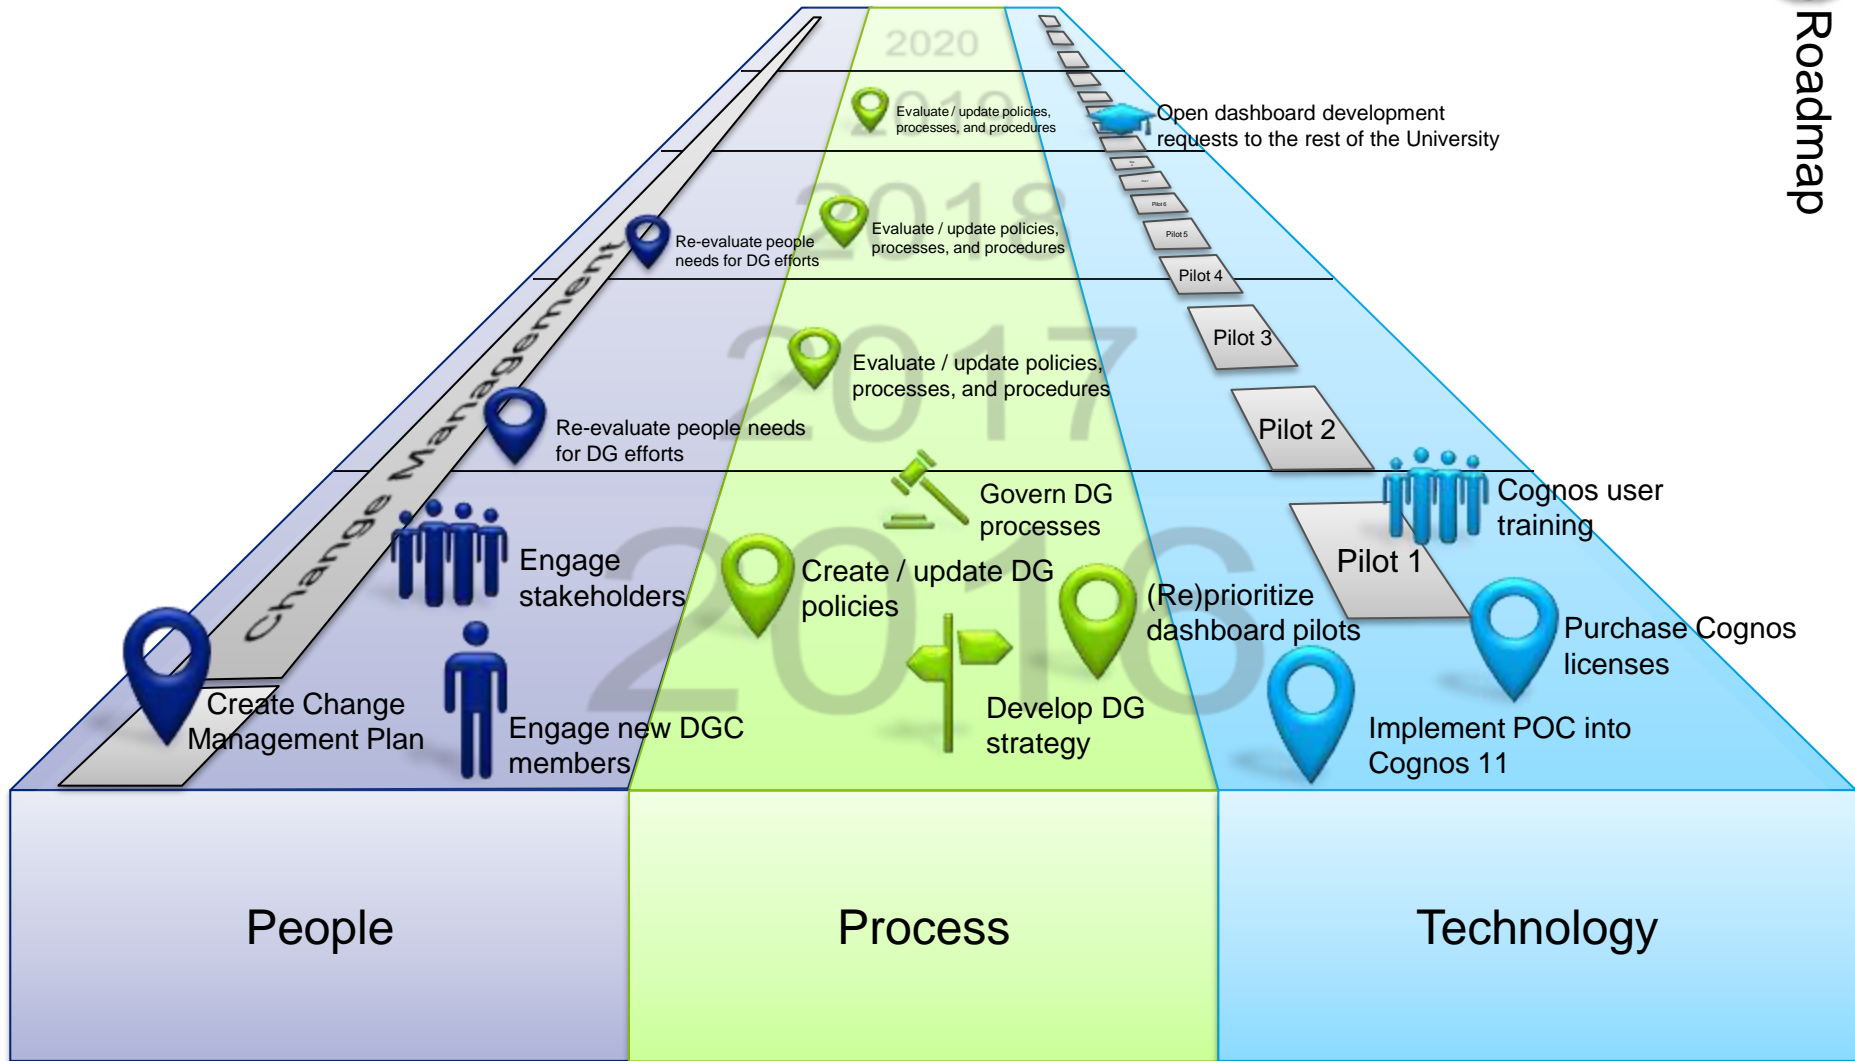 Roadmap
2020
2019
Evaluate / update policies,
processes, and procedures
Open dashboard development
requests to the rest of the University
2018
Re-evaluate people
needs for DG efforts
Evaluate / update policies,
processes, and procedures
Pilot 6
Pilot 5
Pilot 4
2017
Evaluate / update policies,
processes, and procedures
Pilot 3
Re-evaluate people needs
for DG efforts
Pilot 2
Change Management
2016
Engage
stakeholders
Govern DG
processes
Cognos user
training
Create / update DG
policies
(Re)prioritize
dashboard pilots
Pilot 1
Purchase Cognos
licenses
Create Change
Management Plan
Engage new DGC
members
Develop DG
strategy
Implement POC into
Cognos 11
People
Process
Technology